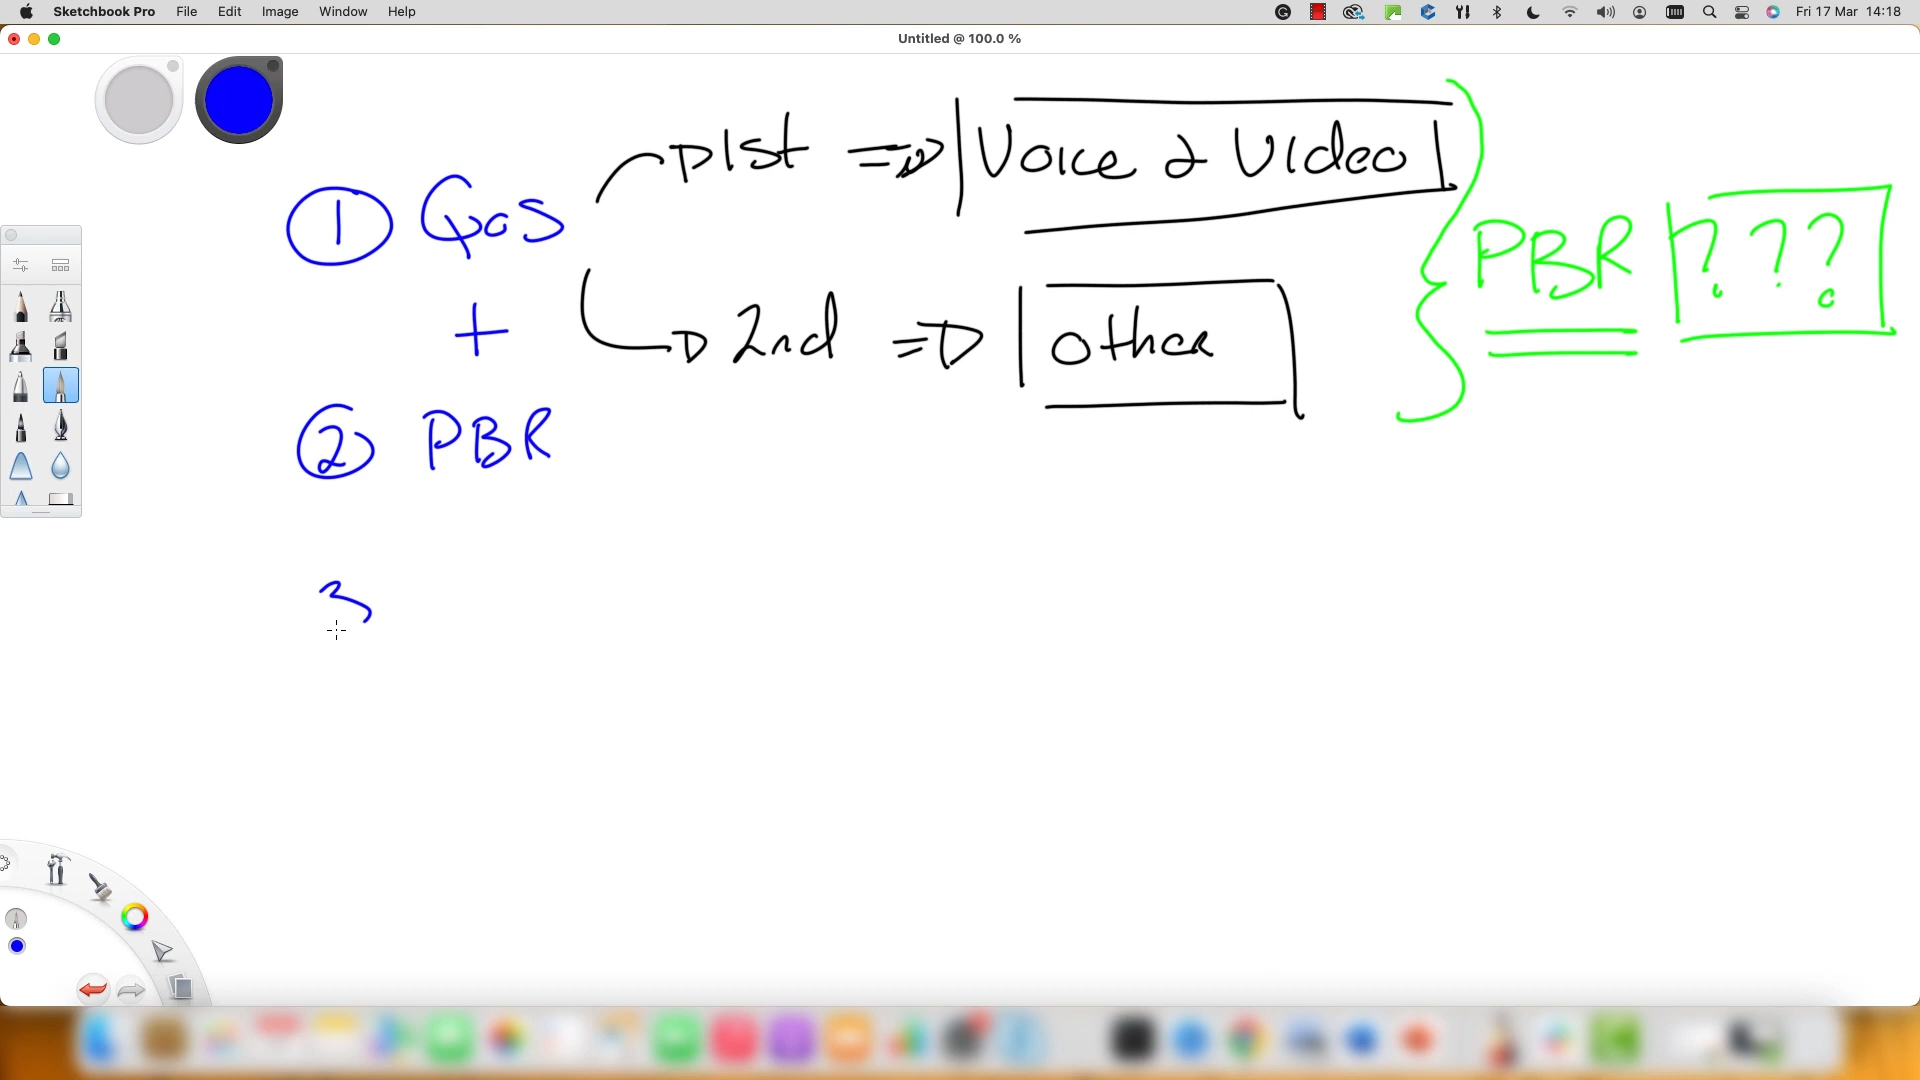 Sketchbook Pro File Edit Image Window Help Fri 17 Mar 14:18
Untitled @ 100.0 %
1 QoS
1st => Voice & Video
+
2nd => other
PBR ???
2 PBR
3